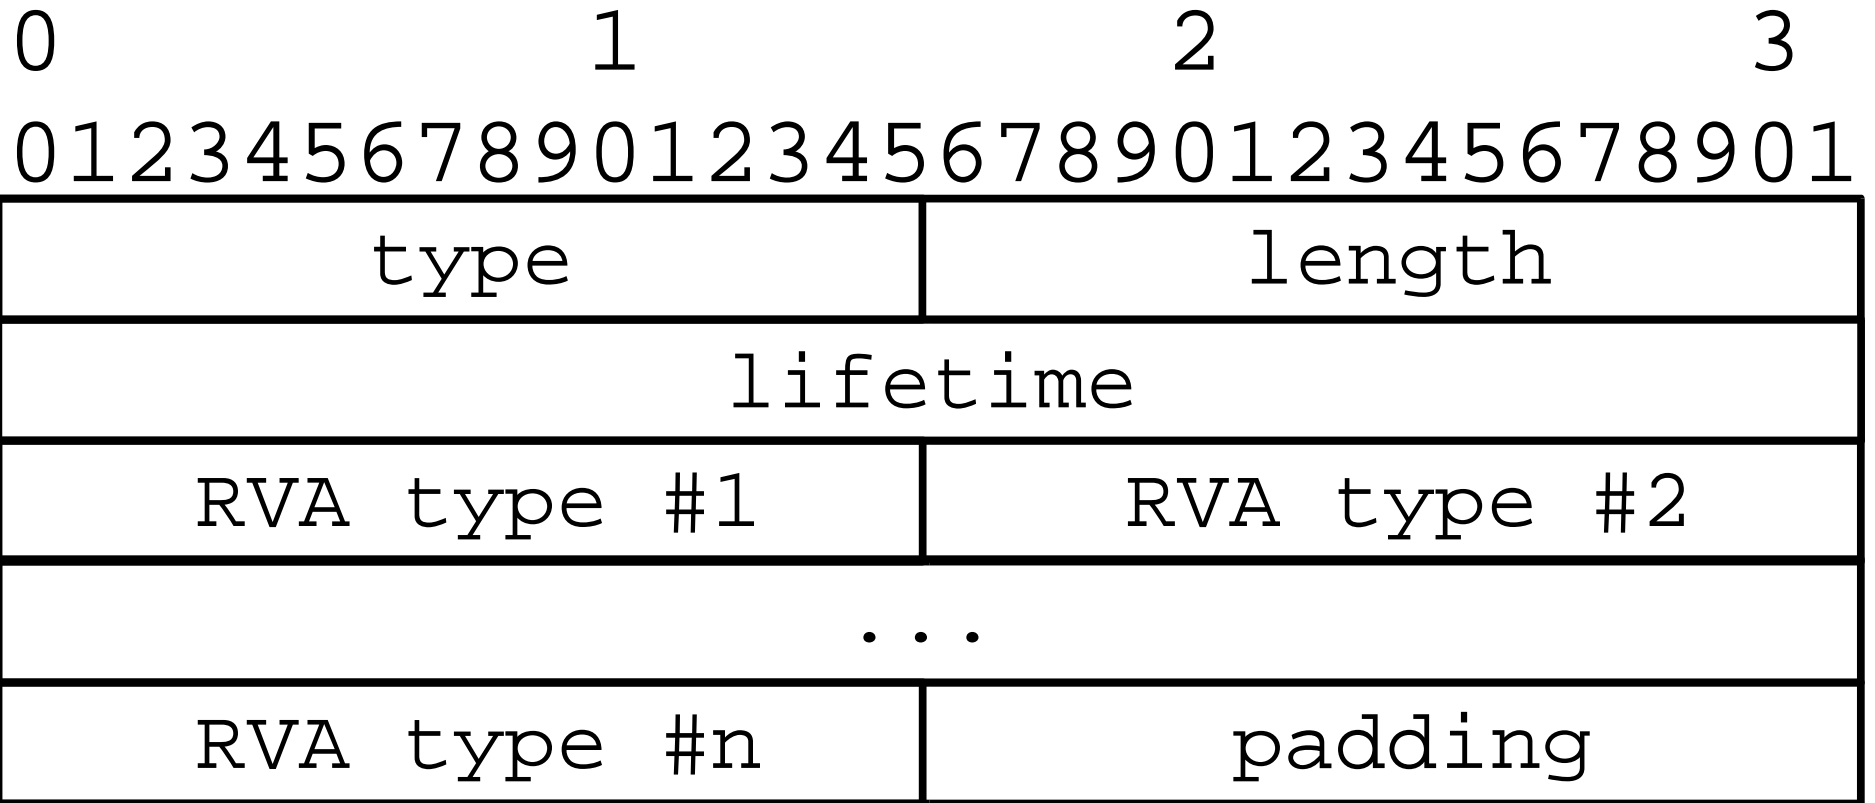 0 1 2 3
01234567890123456789012345678901
type length
lifetime
RVA type #1 RVA type #2
...
RVA type #n padding